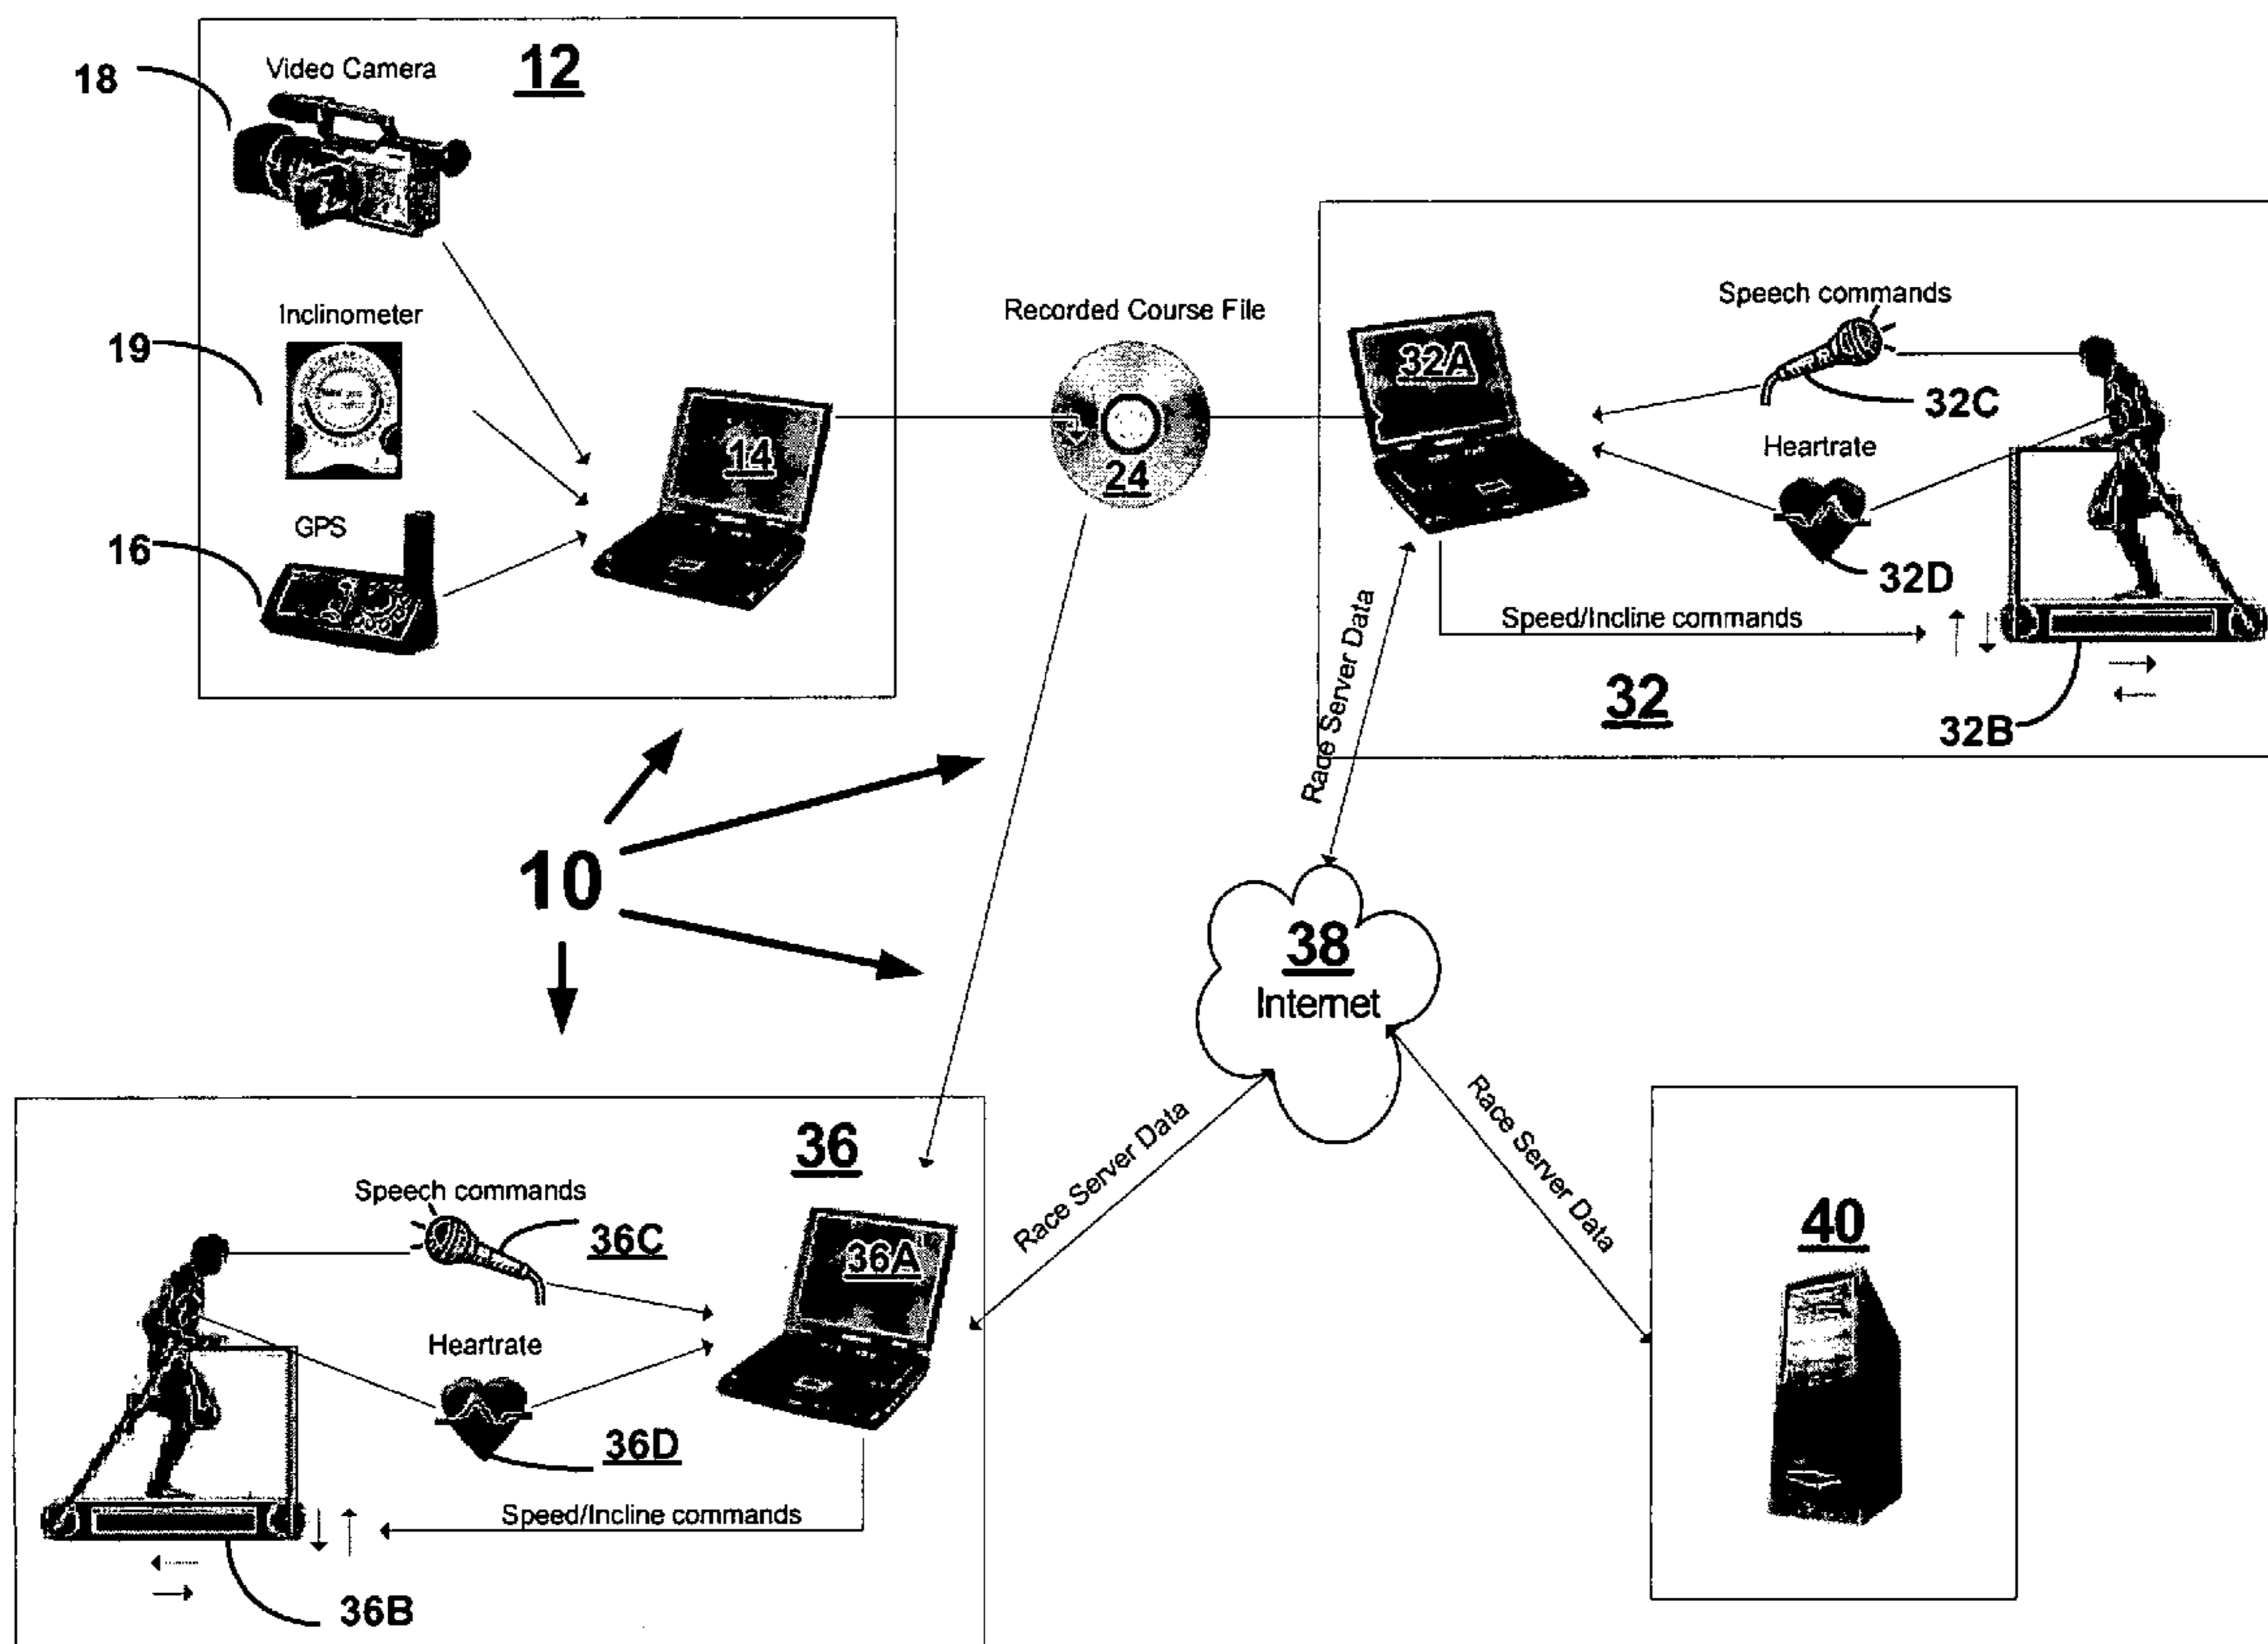 Video Camera
12
18
Inclinometer
19
GPS
16
14
Recorded Course File
24
Speech commands
32A
32C
Heartrate
32D
Speed/Incline commands
32
32B
Race Server Data
10
38
Internet
36
Speech commands
36C
36A
Heartrate
36D
Speed/Incline commands
36B
Race Server Data
Race Server Data
40